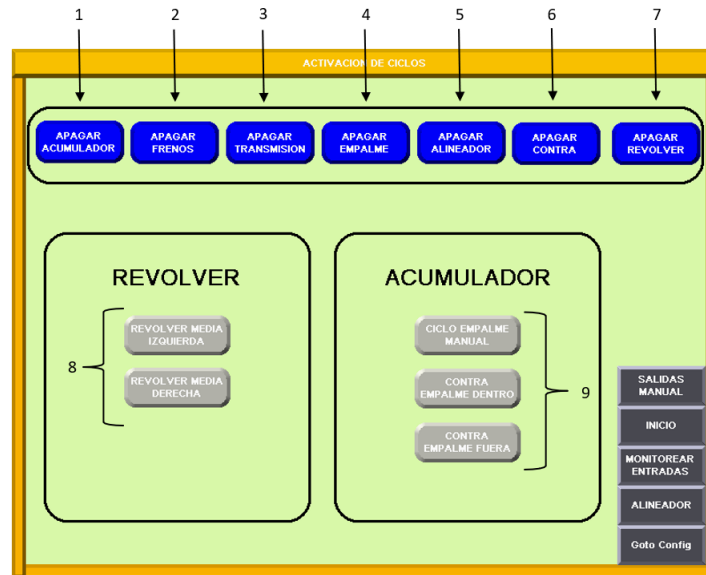 1 2 3 4 5 6 7
ACTIVACION DE CICLOS
APAGAR
ACUMULADOR
APAGAR
FRENOS
APAGAR
TRANSMISION
APAGAR
EMPALME
APAGAR
ALINEADOR
APAGAR
CONTRA
APAGAR
REVOLVER
REVOLVER
8
REVOLVER MEDIA
IZQUIERDA
REVOLVER MEDIA
DERECHA
ACUMULADOR
CICLO EMPALME
MANUAL
CONTRA
EMPALME DENTRO
CONTRA
EMPALME FUERA
9
SALIDAS
MANUAL
INICIO
MONITOREAR
ENTRADAS
ALINEADOR
Goto Config